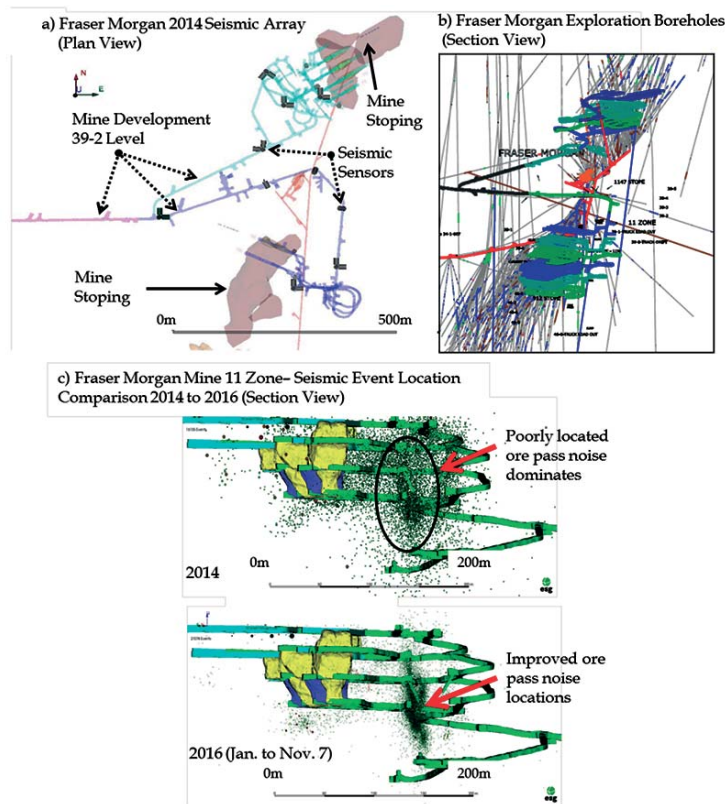 a) Fraser Morgan 2014 Seismic Array
(Plan View)
N
E
Mine Development
39-2 Level
Mine
Stoping
Seismic
Sensors
Mine
Stoping
0m 500m
b) Fraser Morgan Exploration Boreholes
(Section View)
FRASER-MORGAN
1147 STOPE
11 ZONE
c) Fraser Morgan Mine 11 Zone– Seismic Event Location
Comparison 2014 to 2016 (Section View)
Poorly located
ore pass noise
dominates
0m 200m
2014
esg
Improved ore
pass noise
locations
2016 (Jan. to Nov. 7)
0m 200m
esg